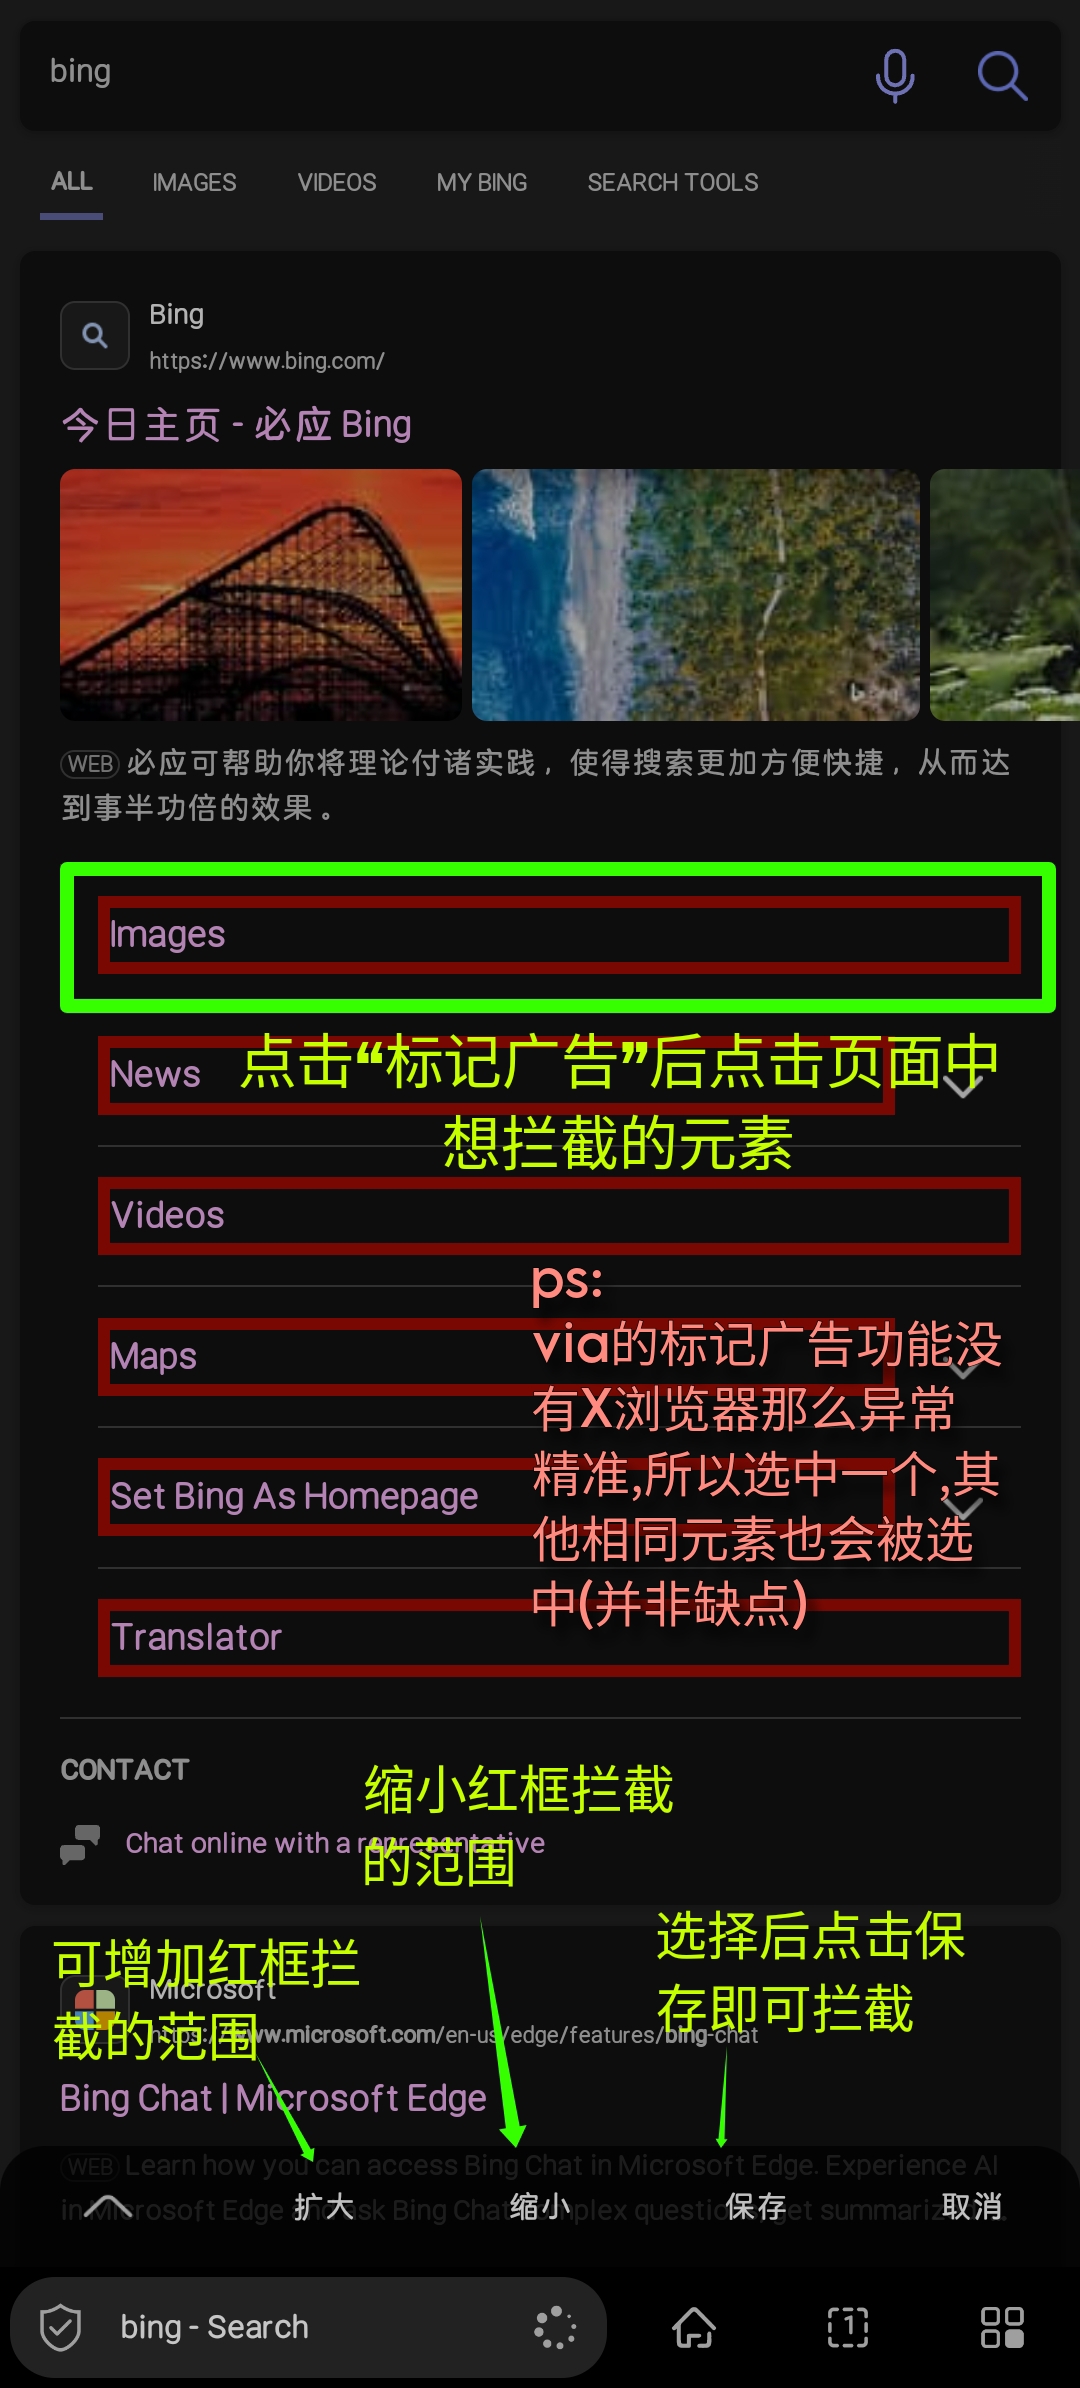 bing
ALL IMAGES VIDEOS MY BING SEARCH TOOLS
Bing
https://www.bing.com/
今日主页 - 必应 Bing
WEB 必应可帮助你将理论付诸实践，使得搜索更加方便快捷，从而达
到事半功倍的效果。
Images
News
点击“标记广告”后点击页面中
想拦截的元素
Videos
ps:
via的标记广告功能没
有X浏览器那么异常
精准,所以选中一个,其
他相同元素也会被选
中(并非缺点)
Maps
Set Bing As Homepage
Translator
CONTACT
缩小红框拦截
的范围
Chat online with a representative
可增加红框拦
截的范围
选择后点击保
存即可拦截
Microsoft
https://www.microsoft.com/en-us/edge/features/bing-chat
Bing Chat | Microsoft Edge
WEB Learn how you can access Bing Chat in Microsoft Edge. Experience AI
in Microsoft Edge and ask Bing Chat complex questions, get summarized
扩大 缩小 保存 取消
bing - Search
1